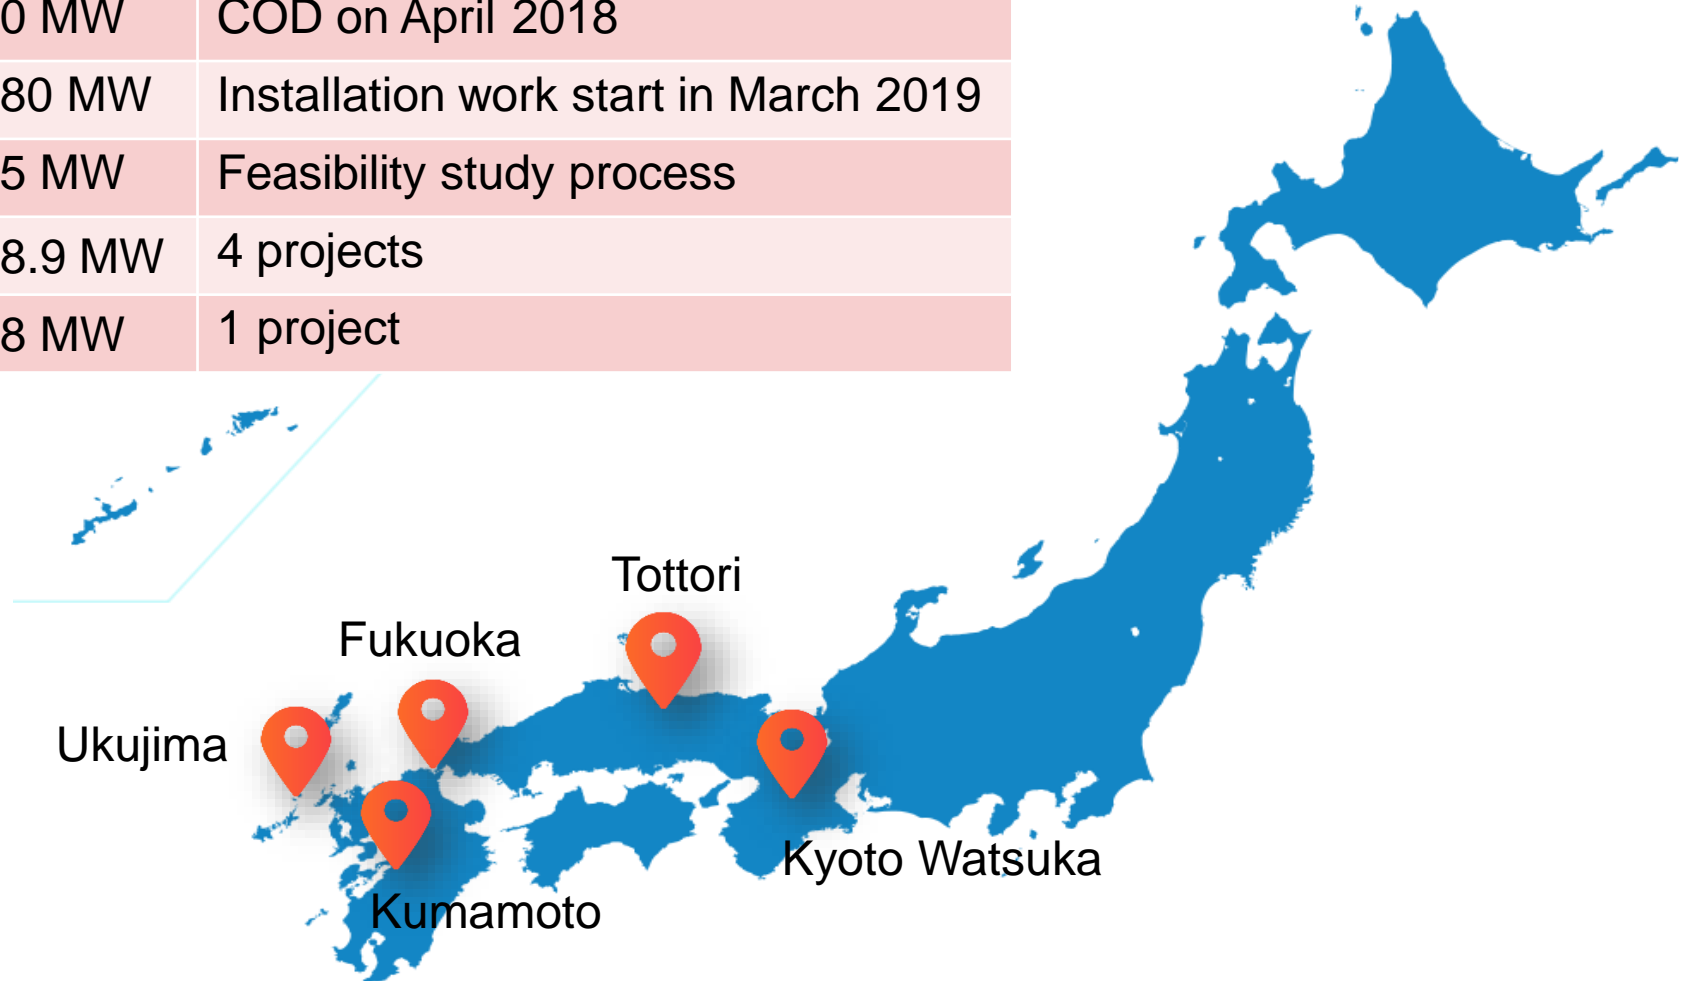 0 MW COD on April 2018
80 MW Installation work start in March 2019
5 MW Feasibility study process
8.9 MW 4 projects
8 MW 1 project
Tottori
Fukuoka
Ukujima
Kyoto Watsuka
Kumamoto